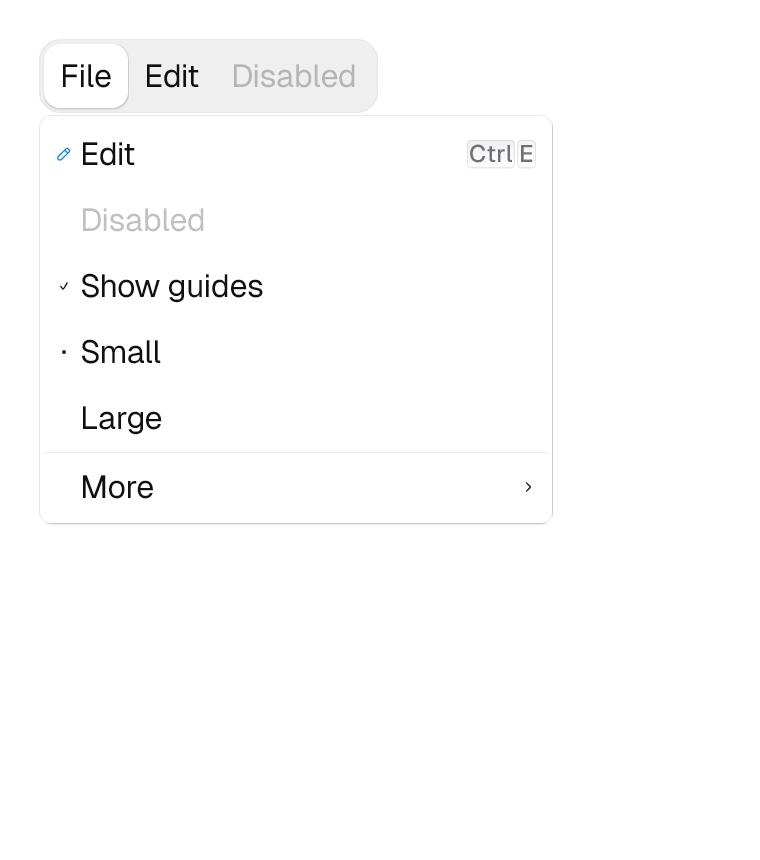 File Edit Disabled
Edit Ctrl E
Disabled
Show guides
Small
Large
More